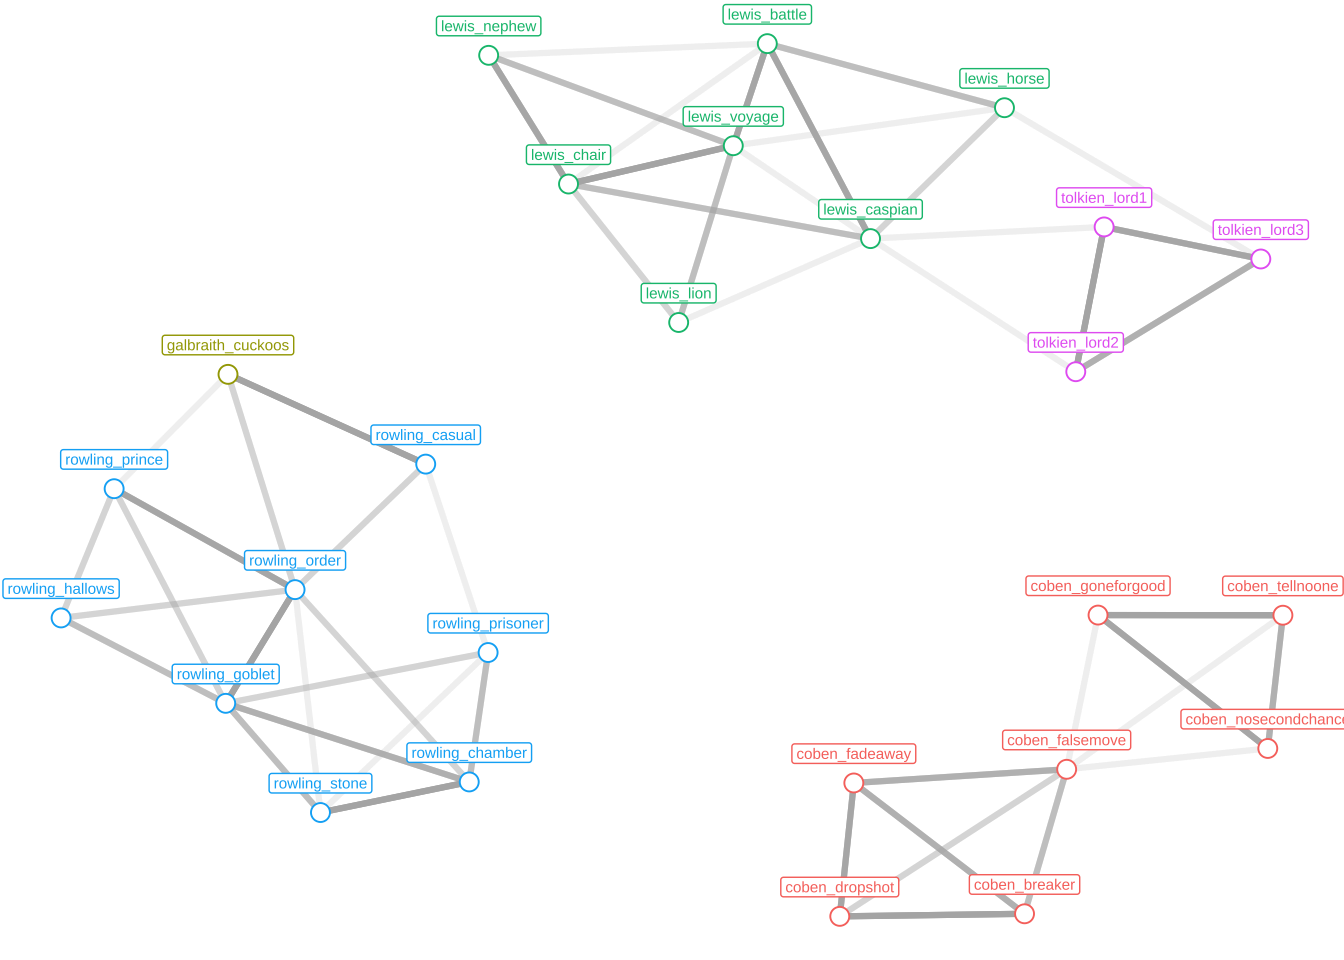 lewis_battle
lewis_nephew
lewis_horse
lewis_voyage
lewis_chair
tolkien_lord1
lewis_caspian
tolkien_lord3
lewis_lion
tolkien_lord2
galbraith_cuckoos
rowling_casual
rowling_prince
rowling_order
rowling_hallows
coben_goneforgood
coben_tellnoone
rowling_prisoner
rowling_goblet
coben_nosecondchance
coben_falsemove
rowling_chamber
coben_fadeaway
rowling_stone
coben_breaker
coben_dropshot